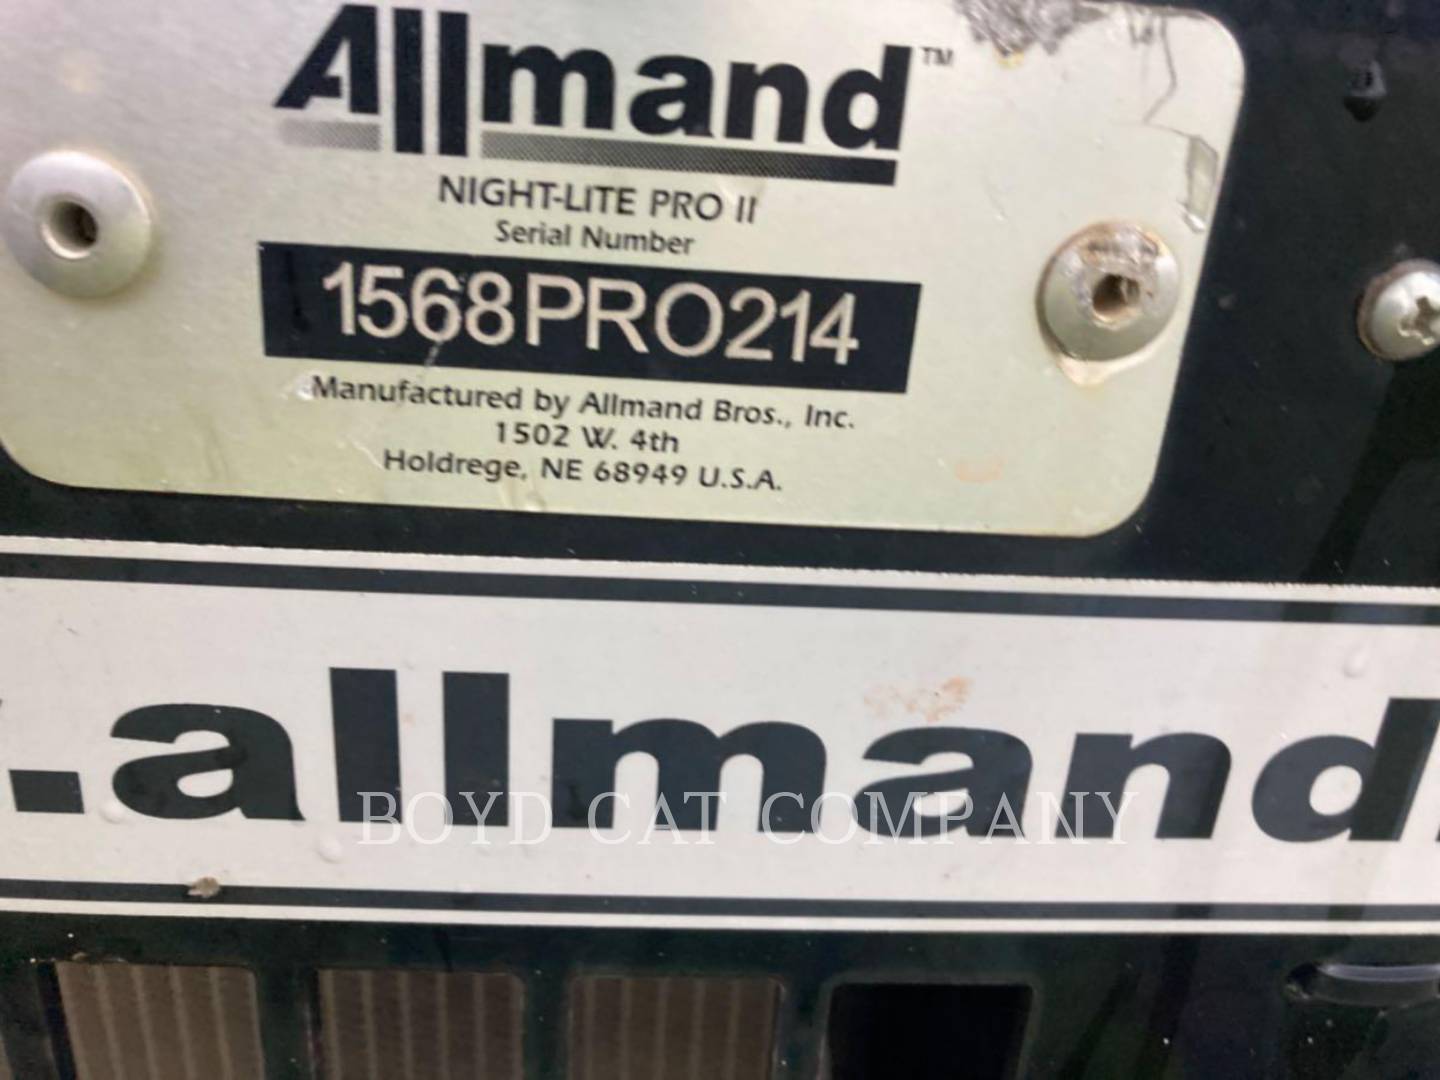 Allmand™
NIGHT-LITE PRO II
Serial Number
1568PRO214
Manufactured by Allmand Bros., Inc.
1502 W. 4th
Holdrege, NE 68949 U.S.A.
.allmand
BOYD CAT COMPANY